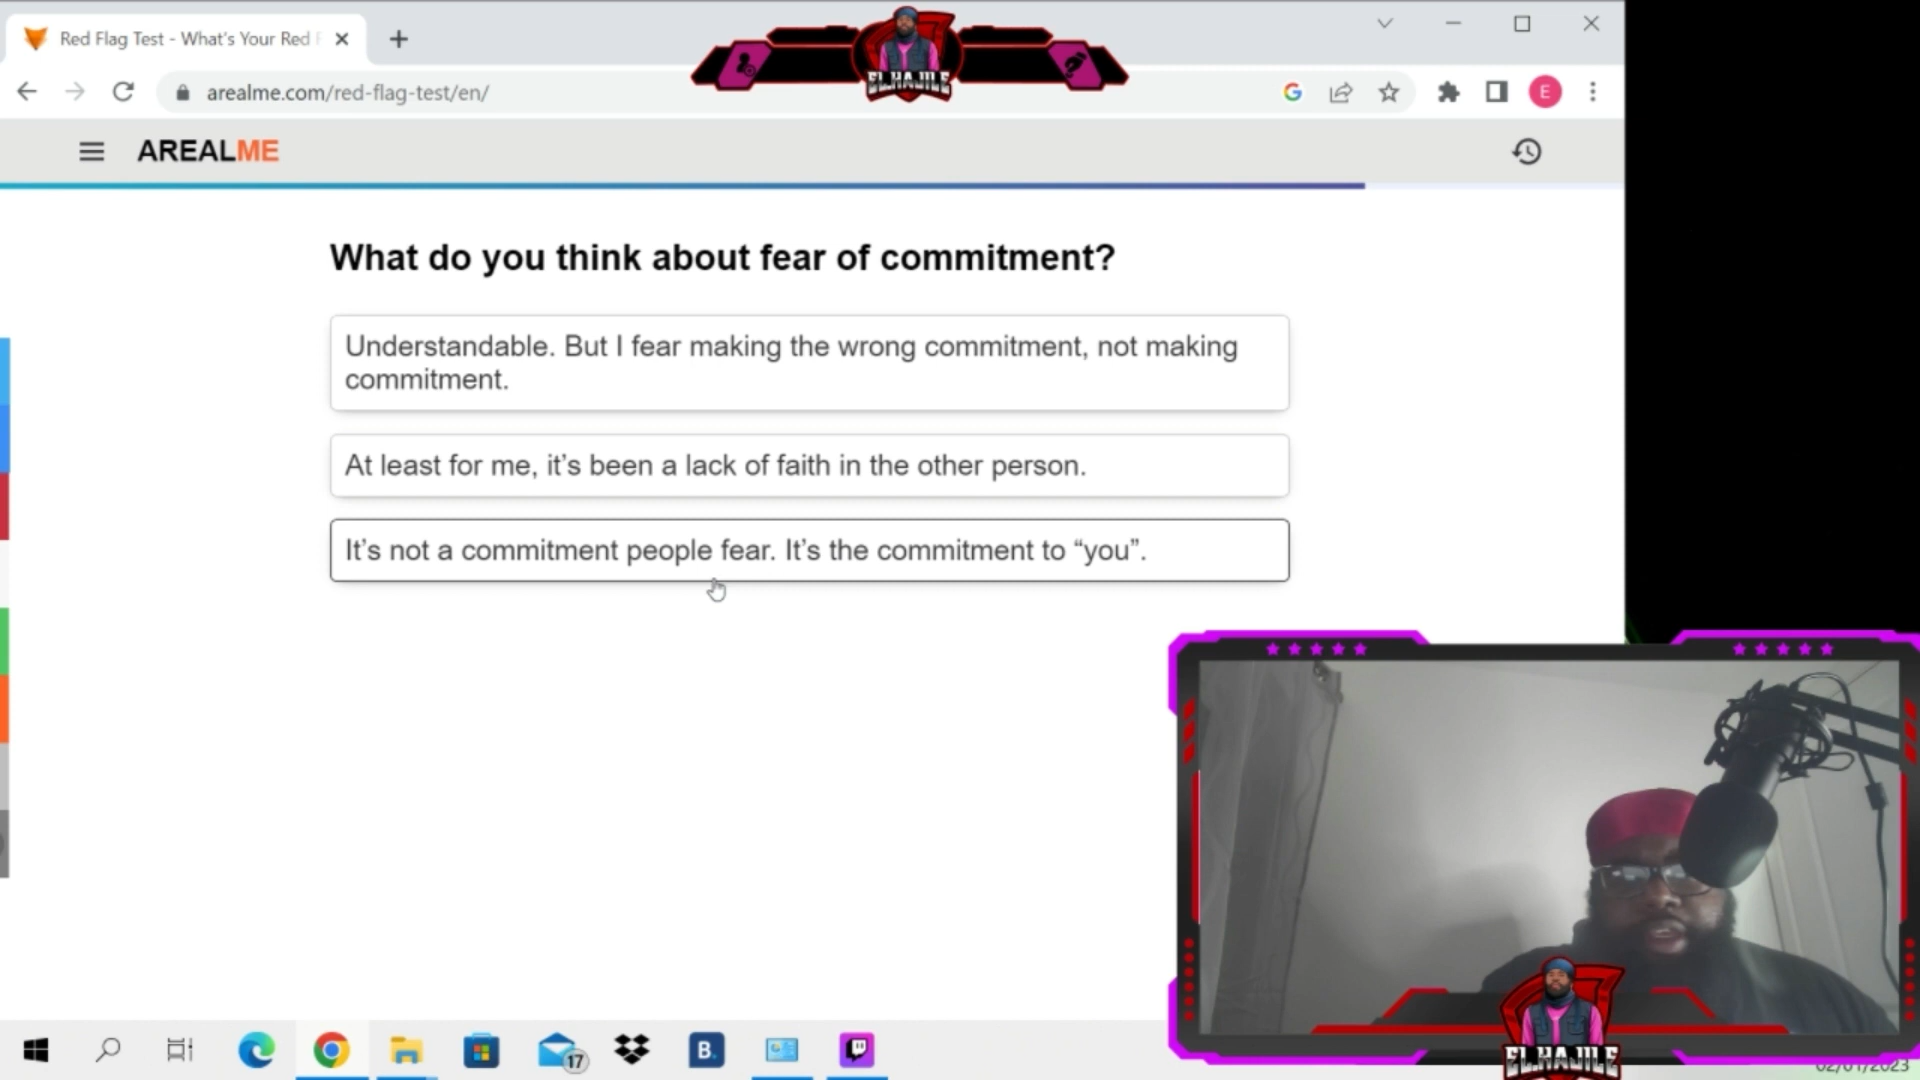 Red Flag Test - What's Your Red F
arealme.com/red-flag-test/en/
E
ELHAJILE
AREALME
What do you think about fear of commitment?
Understandable. But I fear making the wrong commitment, not making
commitment.
At least for me, it’s been a lack of faith in the other person.
It’s not a commitment people fear. It’s the commitment to “you”.
17
B.
ELHAJILE
02/01/2023